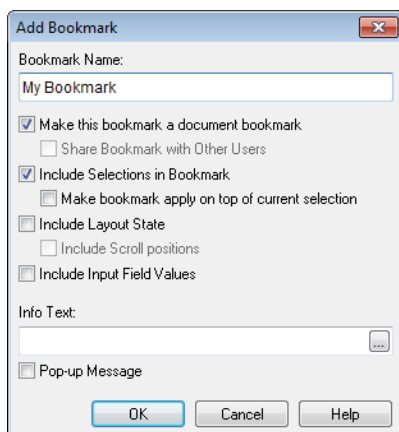 Add Bookmark
Bookmark Name:
My Bookmark
Make this bookmark a document bookmark
Share Bookmark with Other Users
Include Selections in Bookmark
Make bookmark apply on top of current selection
Include Layout State
Include Scroll positions
Include Input Field Values
Info Text:
...
Pop-up Message
OK Cancel Help